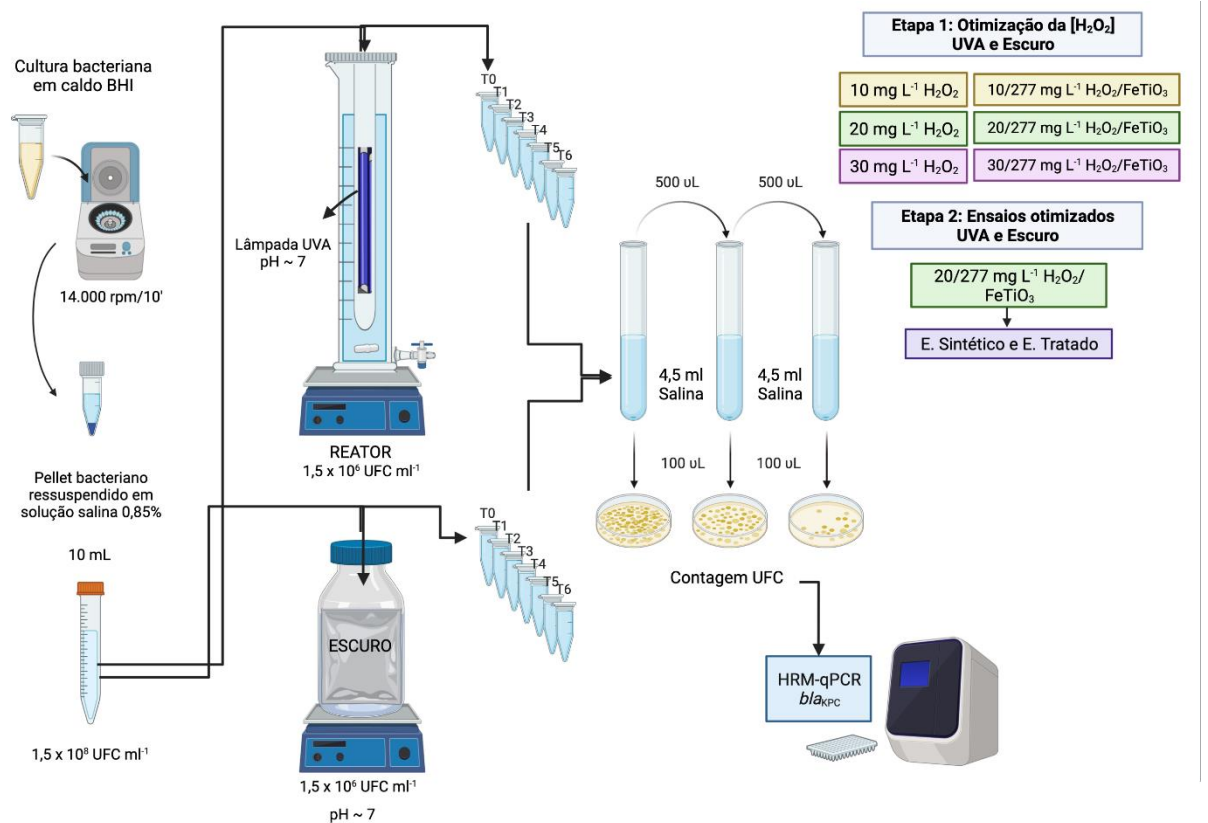 Cultura bacteriana
em caldo BHI
14.000 rpm/10'
Pellet bacteriano
ressuspendido em
solução salina 0,85%
10 mL
1,5 x 10⁸ UFC ml⁻¹
Lâmpada UVA
pH ~ 7
REATOR
1,5 x 10⁶ UFC ml⁻¹
T0
T1
T2
T3
T4
T5
T6
ESCURO
1,5 x 10⁶ UFC ml⁻¹
pH ~ 7
T0
T1
T2
T3
T4
T5
T6
500 υL
500 υL
4,5 ml
Salina
4,5 ml
Salina
100 υL
100 υL
Contagem UFC
HRM-qPCR
blaKPC
Etapa 1: Otimização da [H₂O₂]
UVA e Escuro
10 mg L⁻¹ H₂O₂
10/277 mg L⁻¹ H₂O₂/FeTiO₃
20 mg L⁻¹ H₂O₂
20/277 mg L⁻¹ H₂O₂/FeTiO₃
30 mg L⁻¹ H₂O₂
30/277 mg L⁻¹ H₂O₂/FeTiO₃
Etapa 2: Ensaios otimizados
UVA e Escuro
20/277 mg L⁻¹ H₂O₂/
FeTiO₃
E. Sintético e E. Tratado